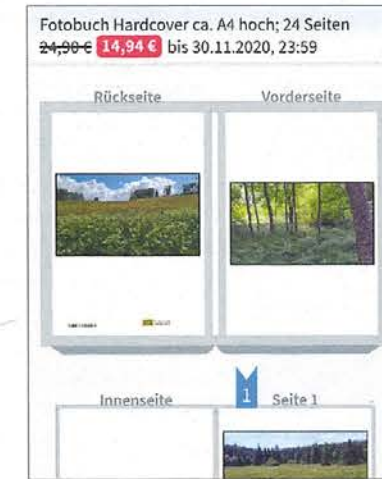 Fotobuch Hardcover ca. A4 hoch; 24 Seiten
24,90 € 14,94 € bis 30.11.2020, 23:59
Rückseite Vorderseite
Innenseite 1 Seite 1